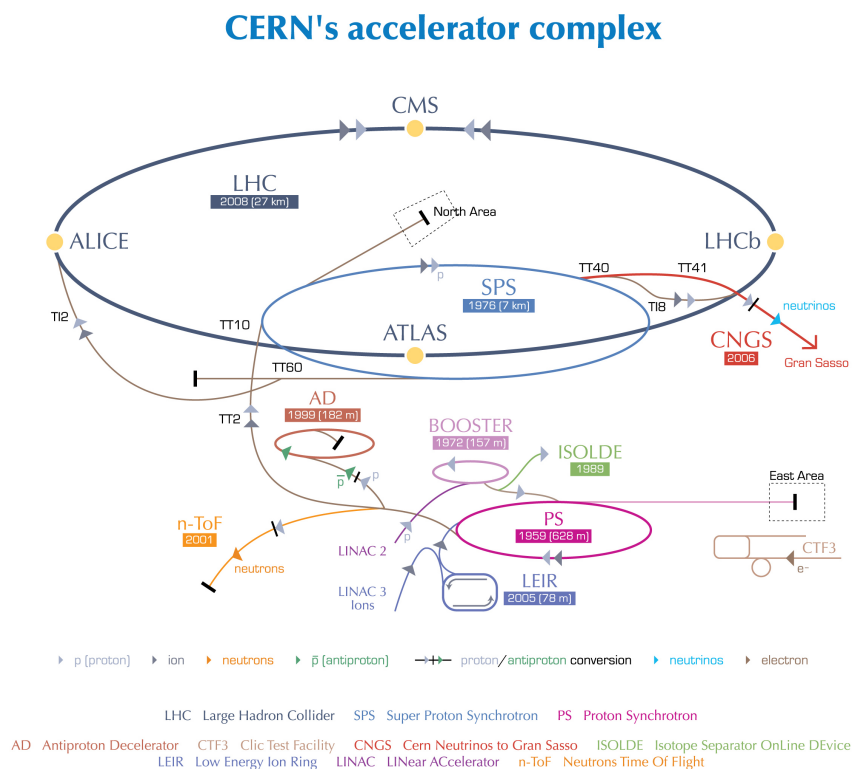 CERN's accelerator complex
CMS
LHC
2008 (27 km)
North Area
ALICE
LHCb
TT40
TT41
SPS
1976 (7 km)
p
TI8
neutrinos
TI2
TT10
ATLAS
CNGS
2006
Gran Sasso
TT60
AD
1999 (182 m)
TT2
BOOSTER
1972 (157 m)
ISOLDE
1989
p̅
p
East Area
n-ToF
2001
p
PS
1959 (628 m)
LINAC 2
neutrons
CTF3
e-
LINAC 3
Ions
LEIR
2005 (78 m)
p (proton)
ion
neutrons
p̅ (antiproton)
proton/antiproton conversion
neutrinos
electron
LHC Large Hadron Collider SPS Super Proton Synchrotron PS Proton Synchrotron
AD Antiproton Decelerator CTF3 Clic Test Facility CNGS Cern Neutrinos to Gran Sasso ISOLDE Isotope Separator OnLine DEvice
LEIR Low Energy Ion Ring LINAC LINear ACcelerator n-ToF Neutrons Time Of Flight